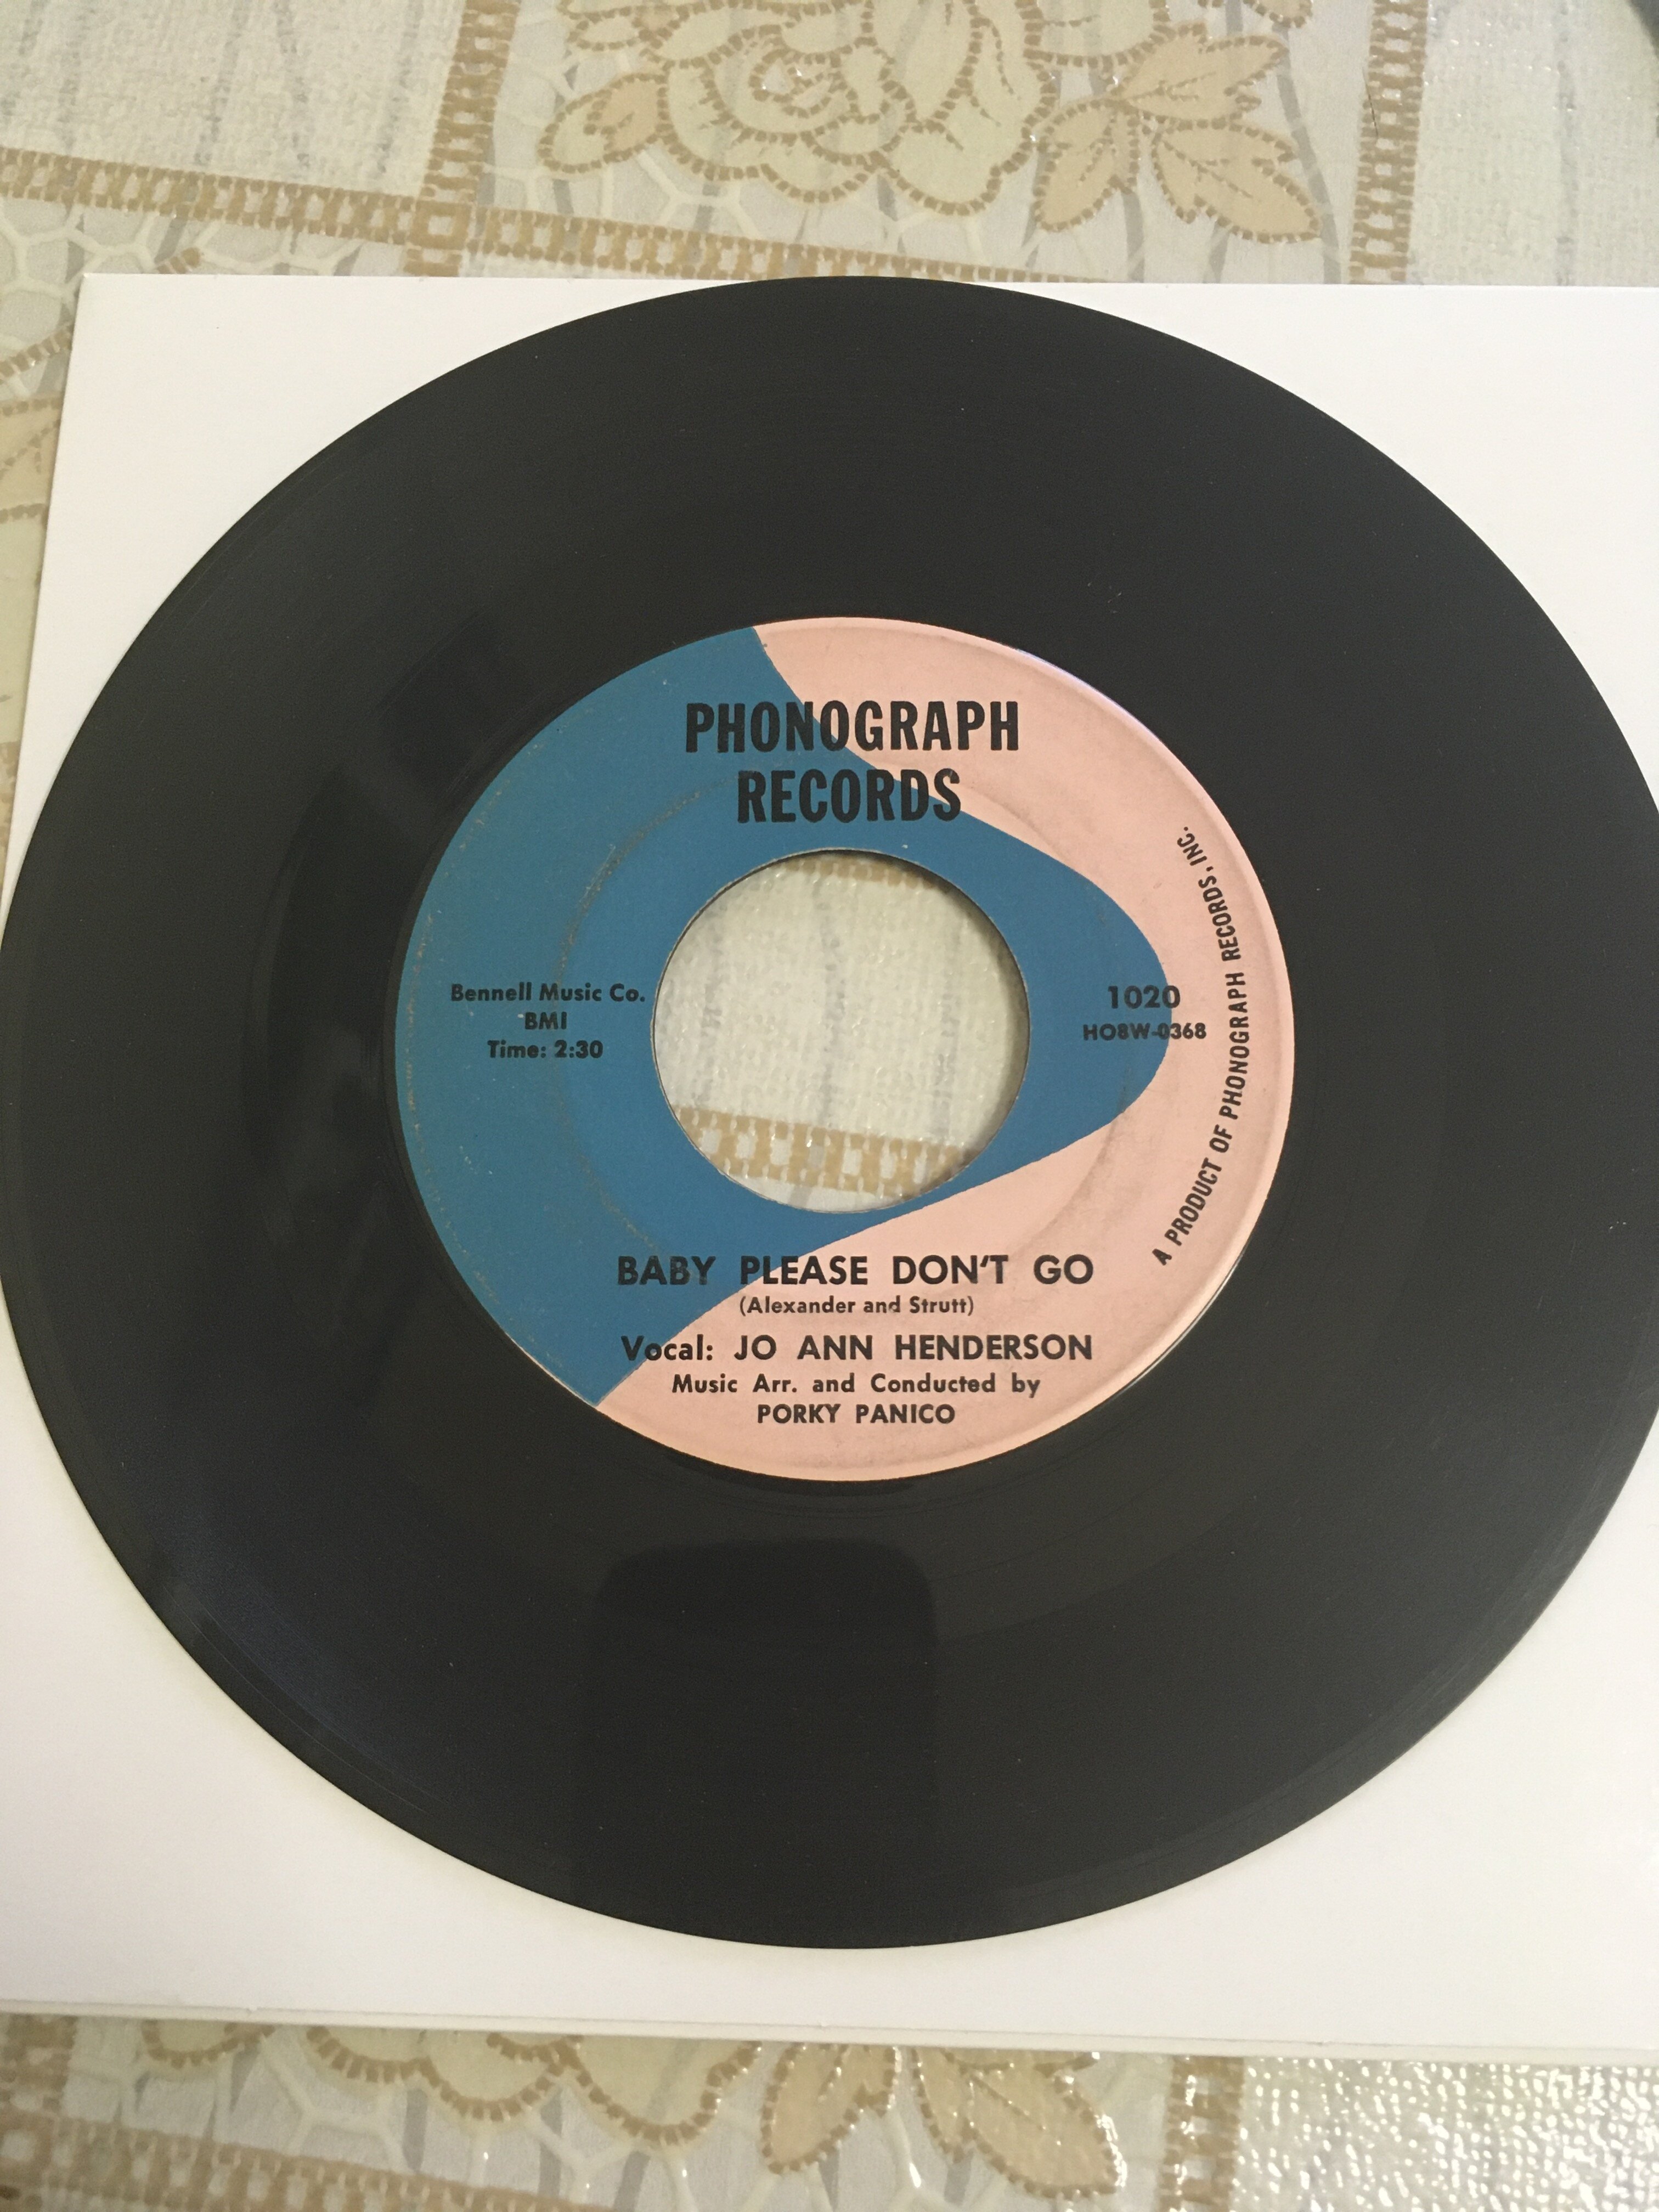 PHONOGRAPH
RECORDS
Bennell Music Co.
BMI
Time: 2:30
1020
HO8W-0368
A PRODUCT OF PHONOGRAPH RECORDS, INC.
BABY PLEASE DON'T GO
(Alexander and Strutt)
Vocal: JO ANN HENDERSON
Music Arr. and Conducted by
PORKY PANICO